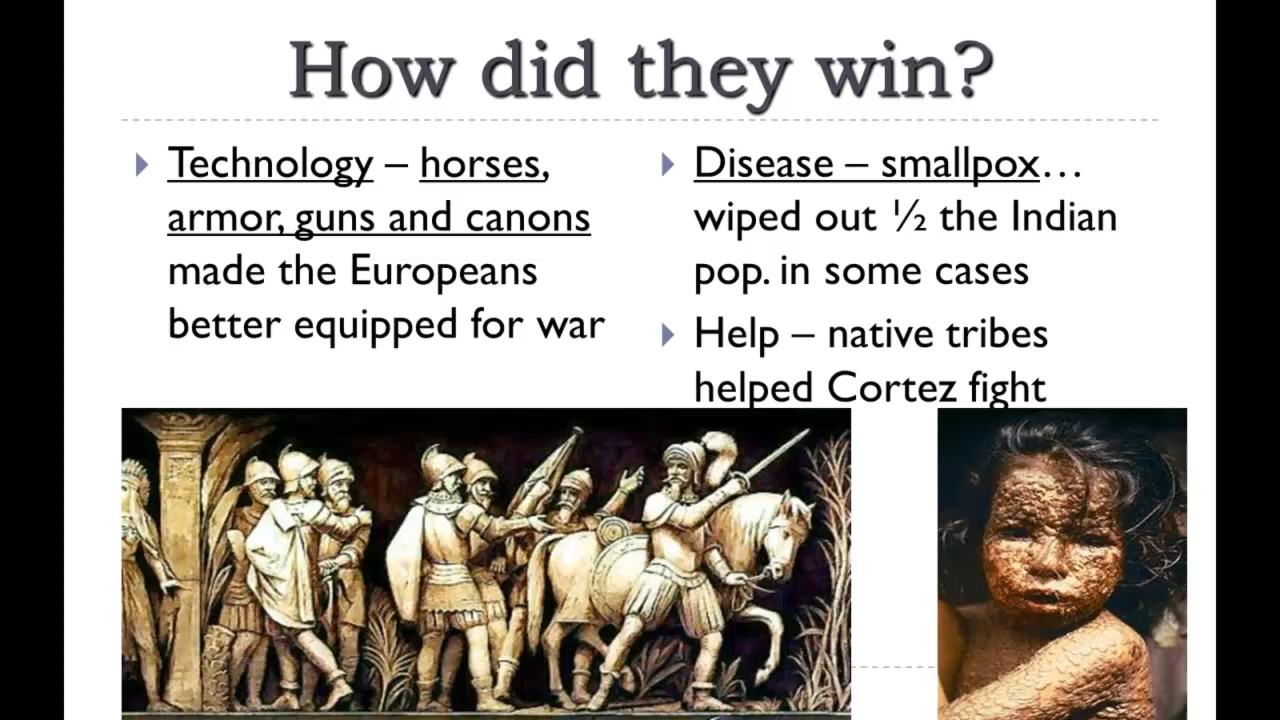 How did they win?
Technology – horses,
armor, guns and canons
made the Europeans
better equipped for war
Disease – smallpox…
wiped out ½ the Indian
pop. in some cases
Help – native tribes
helped Cortez fight